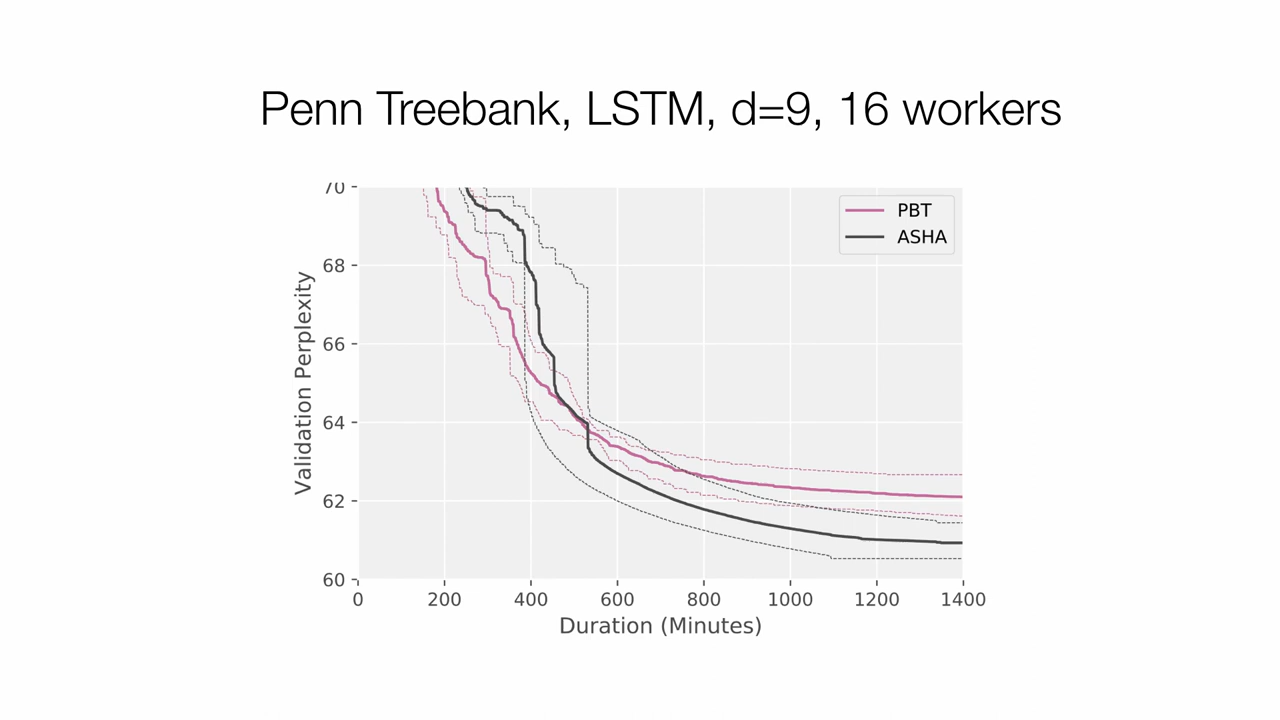 Penn Treebank, LSTM, d=9, 16 workers
70
68
66
64
62
60
Validation Perplexity
PBT
ASHA
0 200 400 600 800 1000 1200 1400
Duration (Minutes)